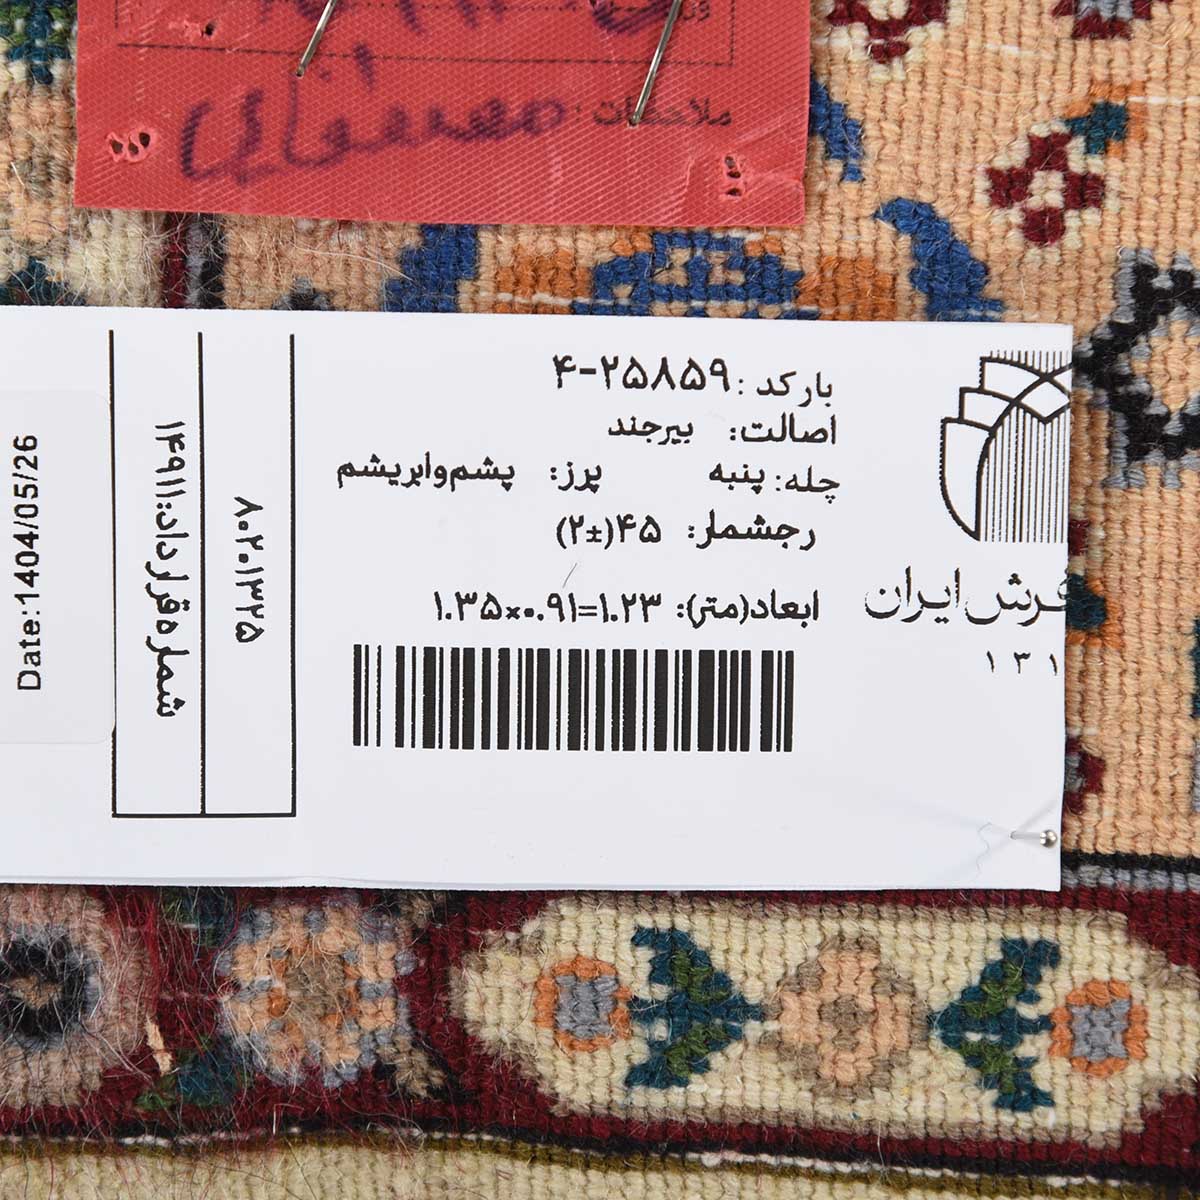 ملاحظات:
بارکد: ۴-۲۵۸۵۹
اصالت: بیرجند
چله: پنبه پرز: پشم‌وابریشم
رجشمار: ۴۵(±۲)
ابعاد(متر): ۱.۳۵×۰.۹۱=۱.۲۳
فرش ایران
۱۳۱
۸۰۲۰۱۳۲۵
شماره قرارداد:۱۴۹۱۱
Date:1404/05/26